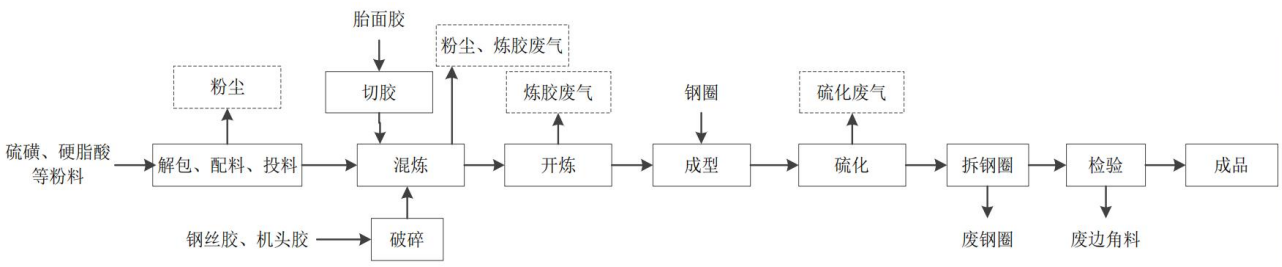 胎面胶
粉尘、炼胶废气
粉尘
切胶
炼胶废气
钢圈
硫化废气
硫磺、硬脂酸
等粉料
解包、配料、投料
混炼
开炼
成型
硫化
拆钢圈
检验
成品
钢丝胶、机头胶
破碎
废钢圈
废边角料